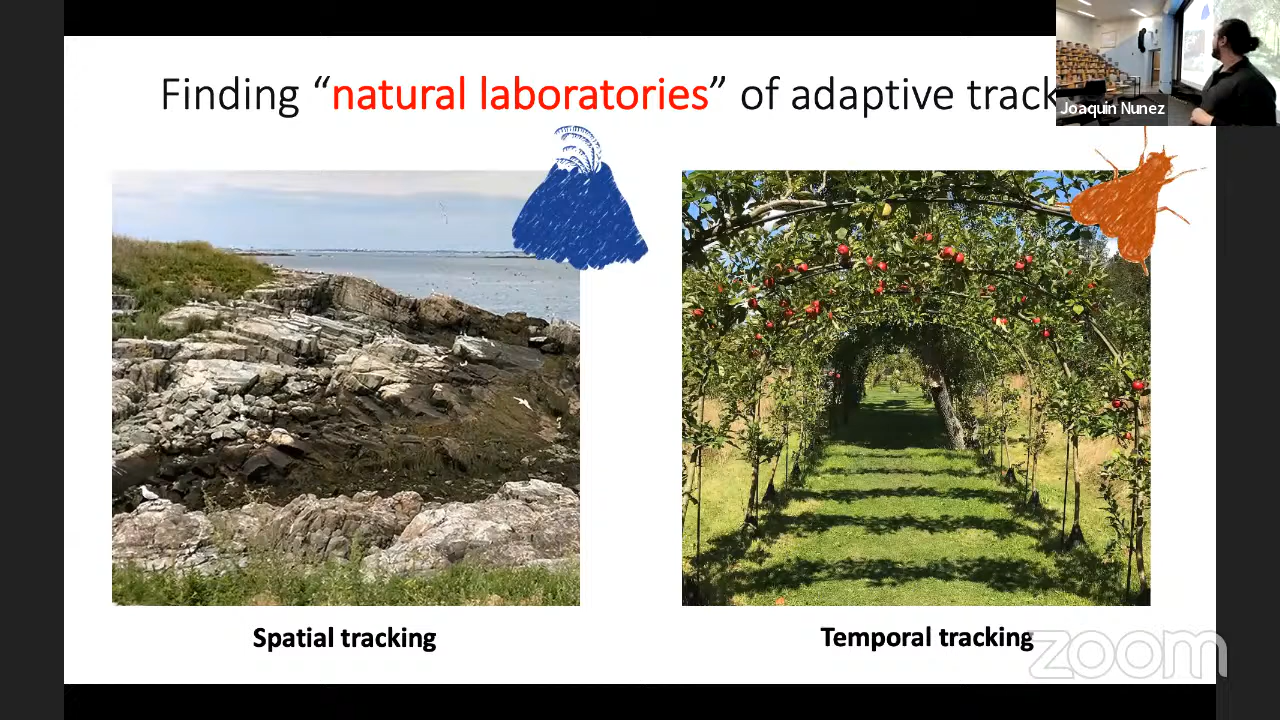 Finding “natural laboratories” of adaptive track
Joaquin Nunez
Spatial tracking
Temporal tracking
zoom